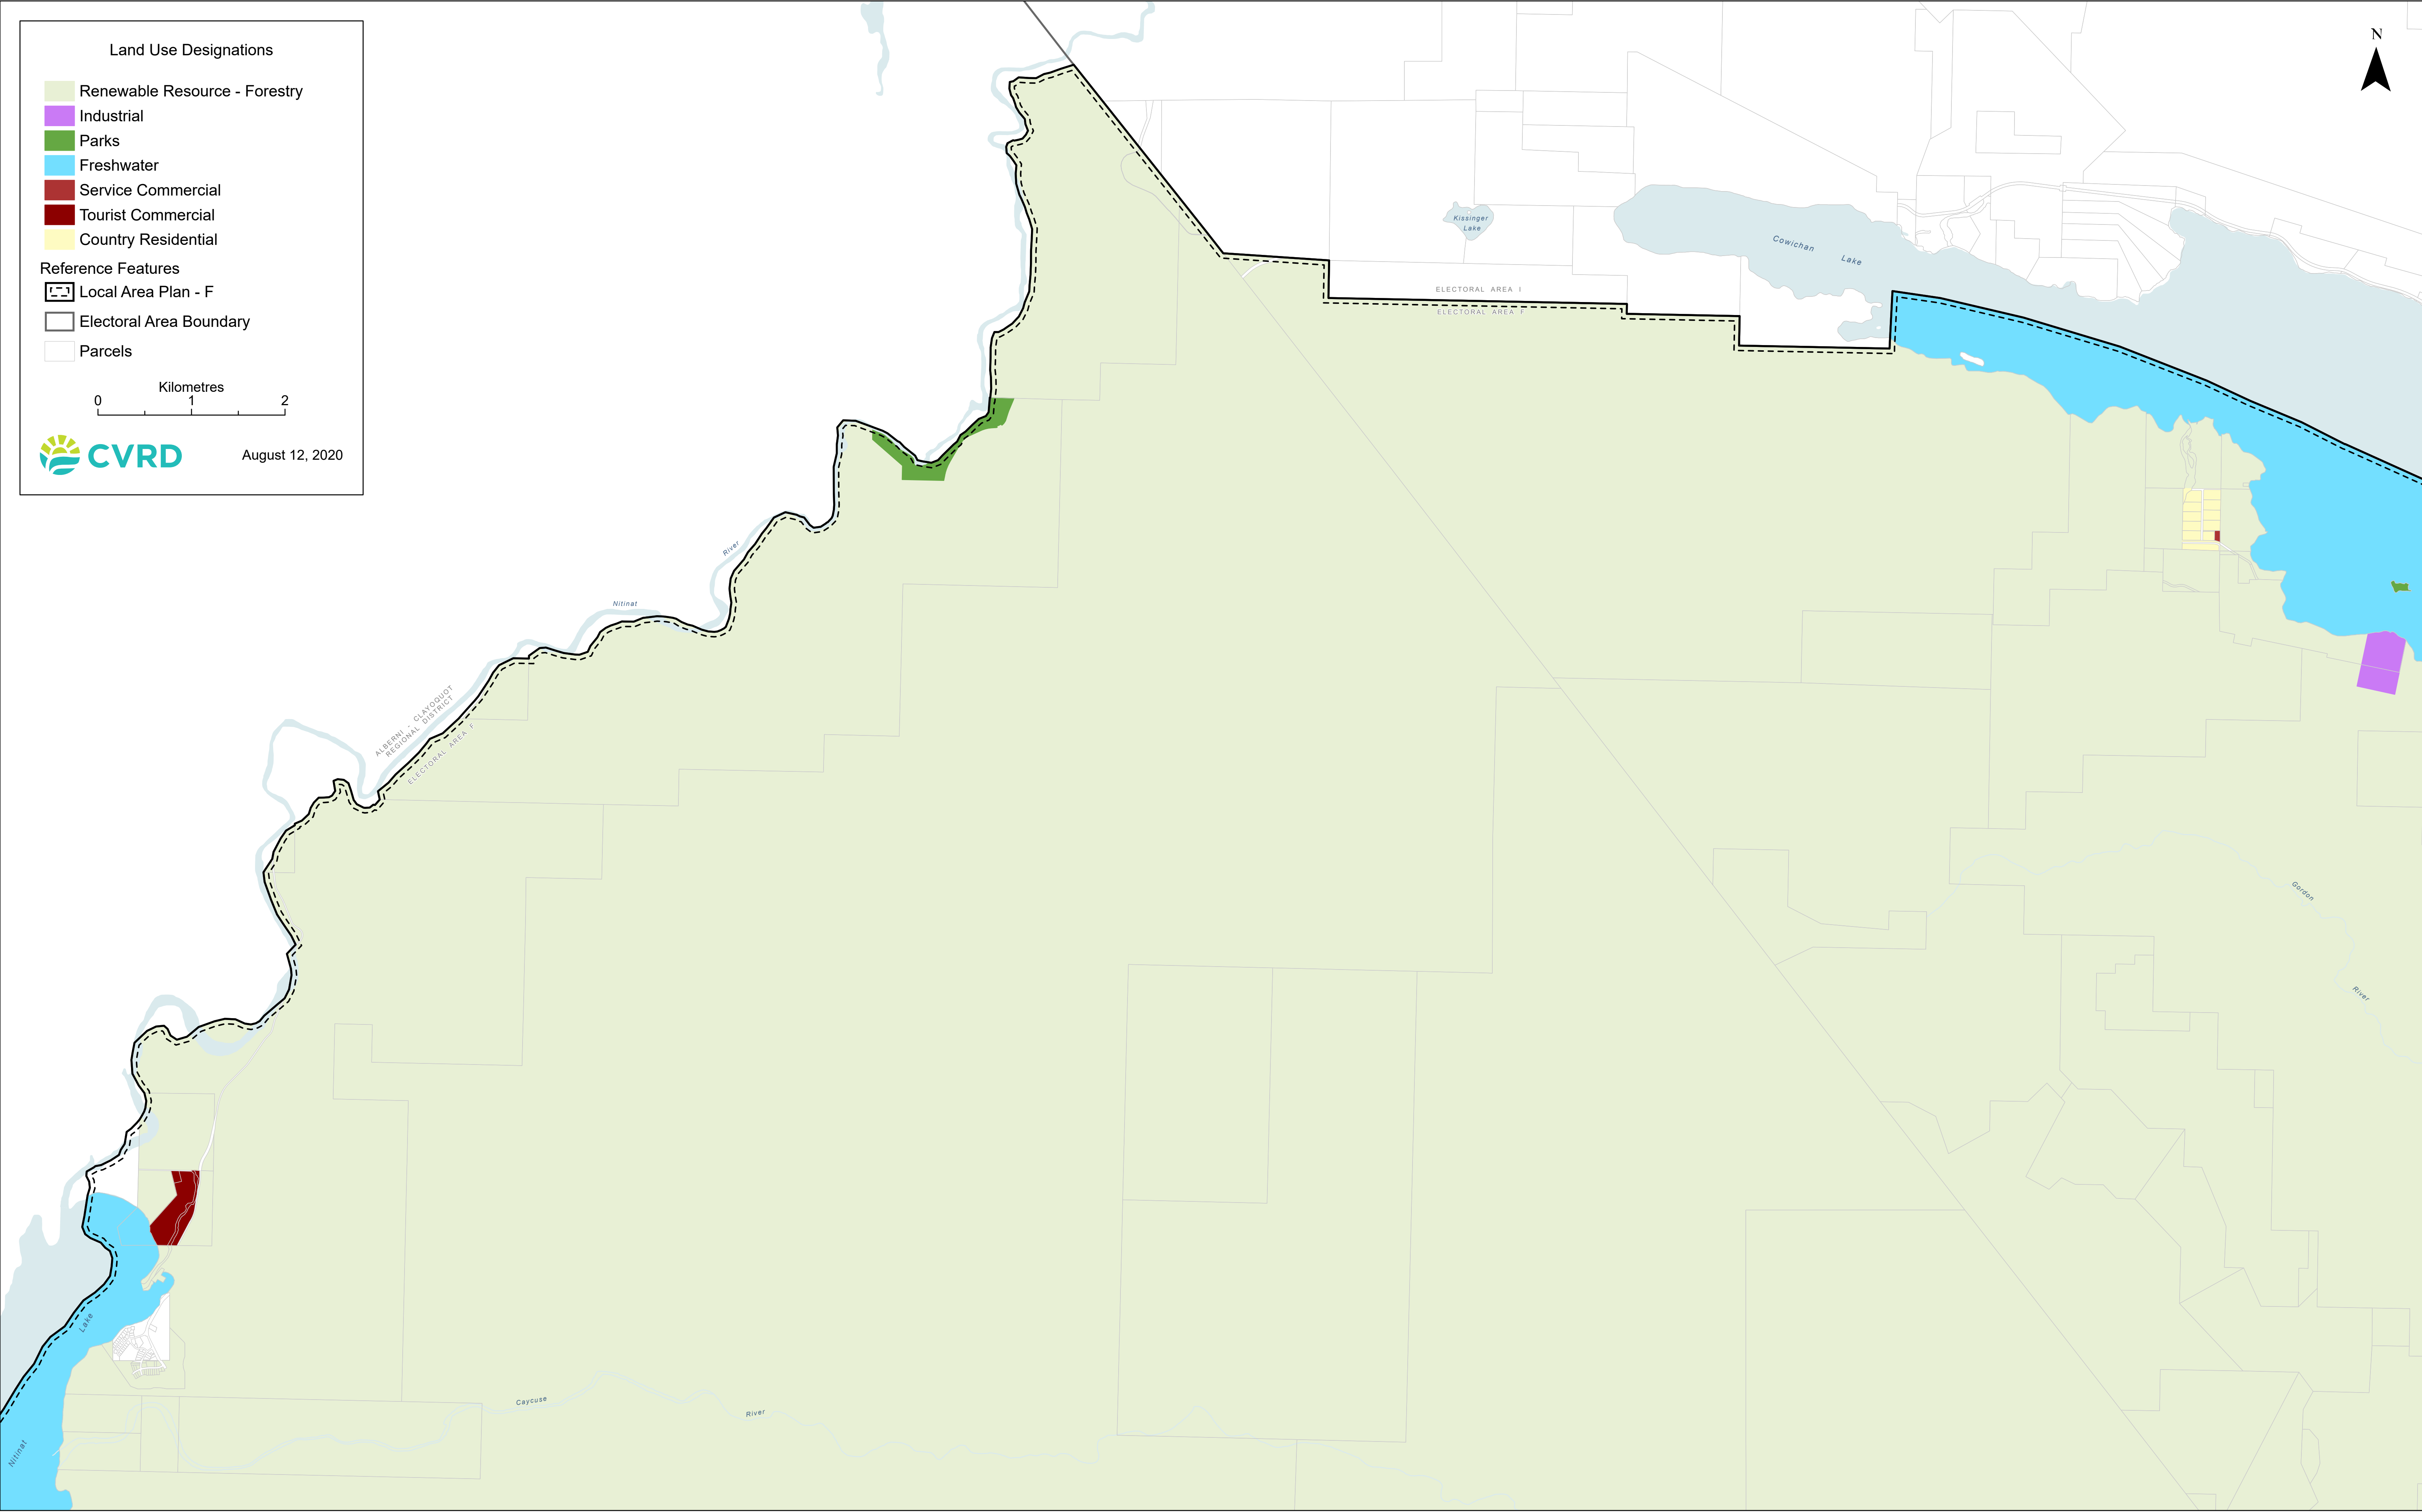 Land Use Designations
Renewable Resource - Forestry
Industrial
Parks
Freshwater
Service Commercial
Tourist Commercial
Country Residential
Reference Features
Local Area Plan - F
Electoral Area Boundary
Parcels
Kilometres
0 1 2
CVRD
August 12, 2020
N
Kissinger
Lake
Cowichan Lake
ELECTORAL AREA I
ELECTORAL AREA F
River
Nitinat
ALBERNI - CLAYOQUOT
REGIONAL DISTRICT
ELECTORAL AREA F
Gordon
River
Lake
Nitinat
Caycuse
River